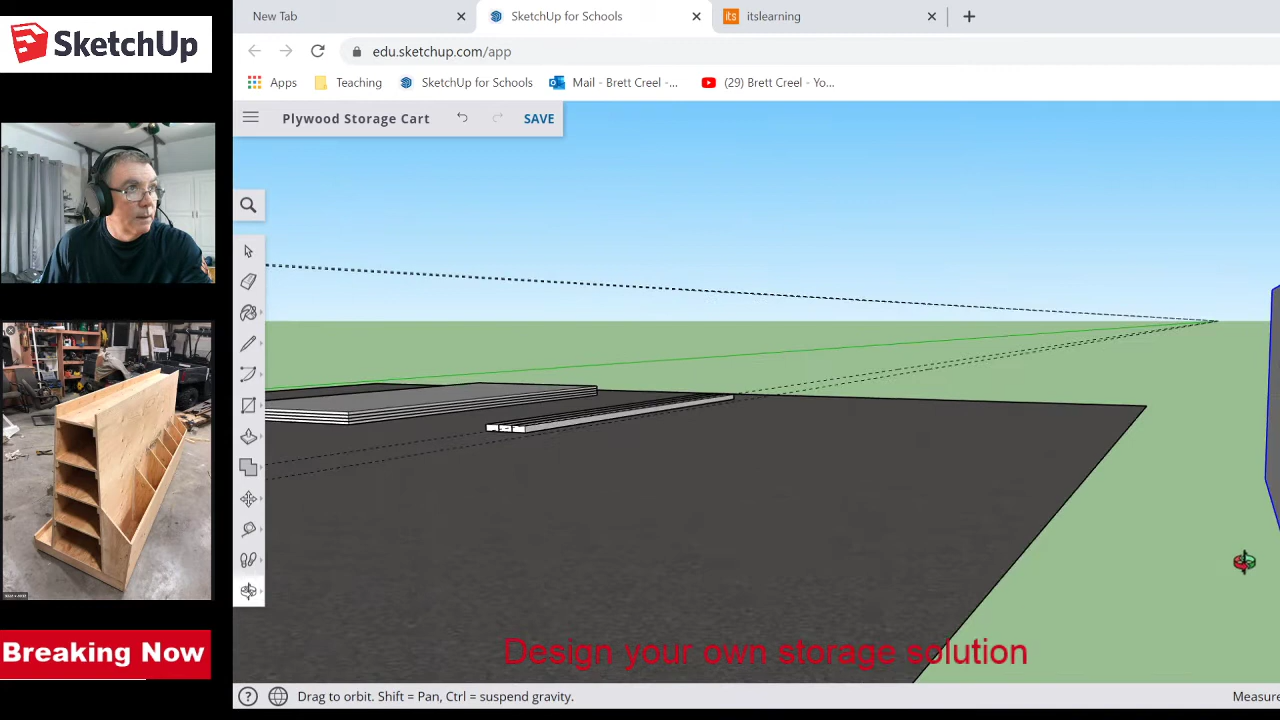 SketchUp
New Tab
SketchUp for Schools
its
itslearning
edu.sketchup.com/app
Apps
Teaching
SketchUp for Schools
Mail - Brett Creel -...
(29) Brett Creel - Yo...
Plywood Storage Cart
SAVE
Breaking Now
Design your own storage solution
Drag to orbit. Shift = Pan, Ctrl = suspend gravity.
Measure